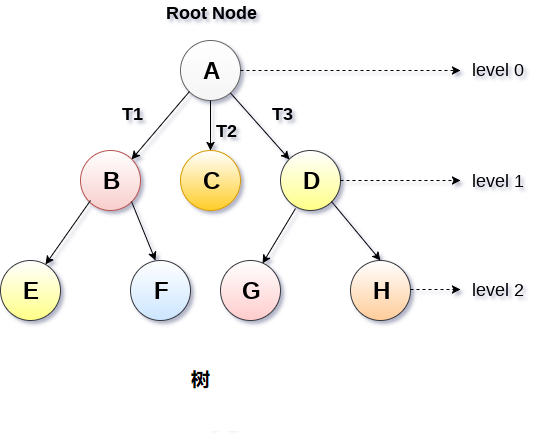 Root Node
A level 0
T1 T2 T3
B C D level 1
E F G H level 2
树